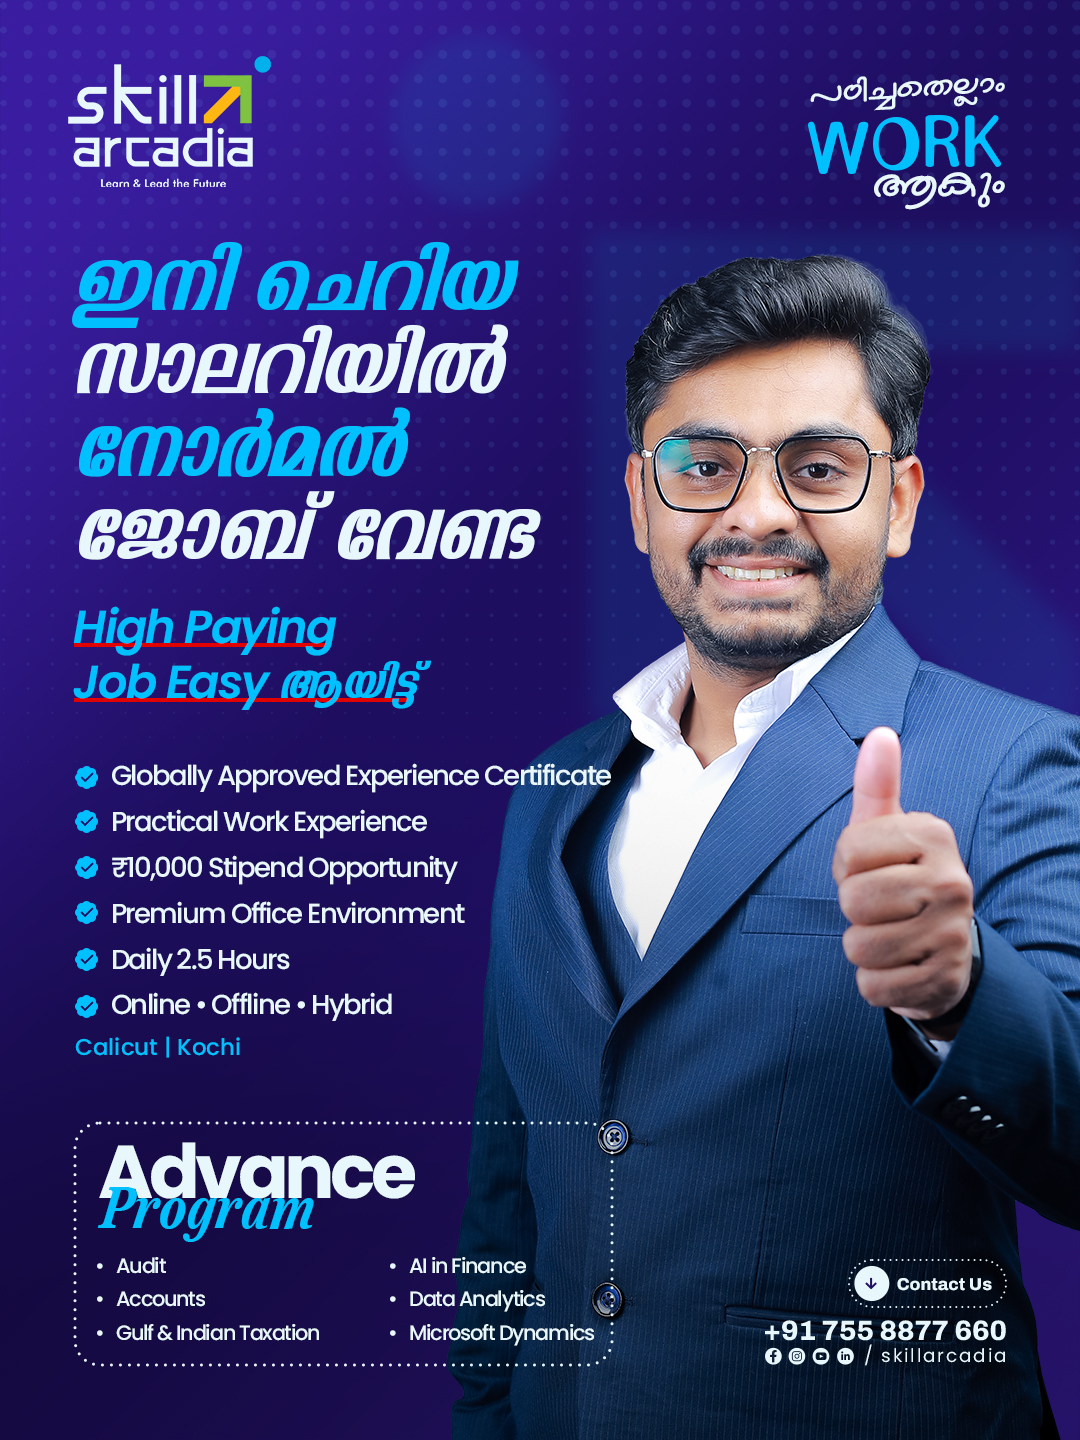 skill
arcadia
Learn & Lead the Future
പഠിച്ചതെല്ലാം
WORK
ആകും
ഇനി ചെറിയ
സാലറിയിൽ
നോർമൽ
ജോബ് വേണ്ട
High Paying
Job Easy ആയിട്ട്
Globally Approved Experience Certificate
Practical Work Experience
₹10,000 Stipend Opportunity
Premium Office Environment
Daily 2.5 Hours
Online • Offline • Hybrid
Calicut | Kochi
Advance
Program
• Audit
• Accounts
• Gulf & Indian Taxation
• AI in Finance
• Data Analytics
• Microsoft Dynamics
Contact Us
+91 755 8877 660
/ skillarcadia